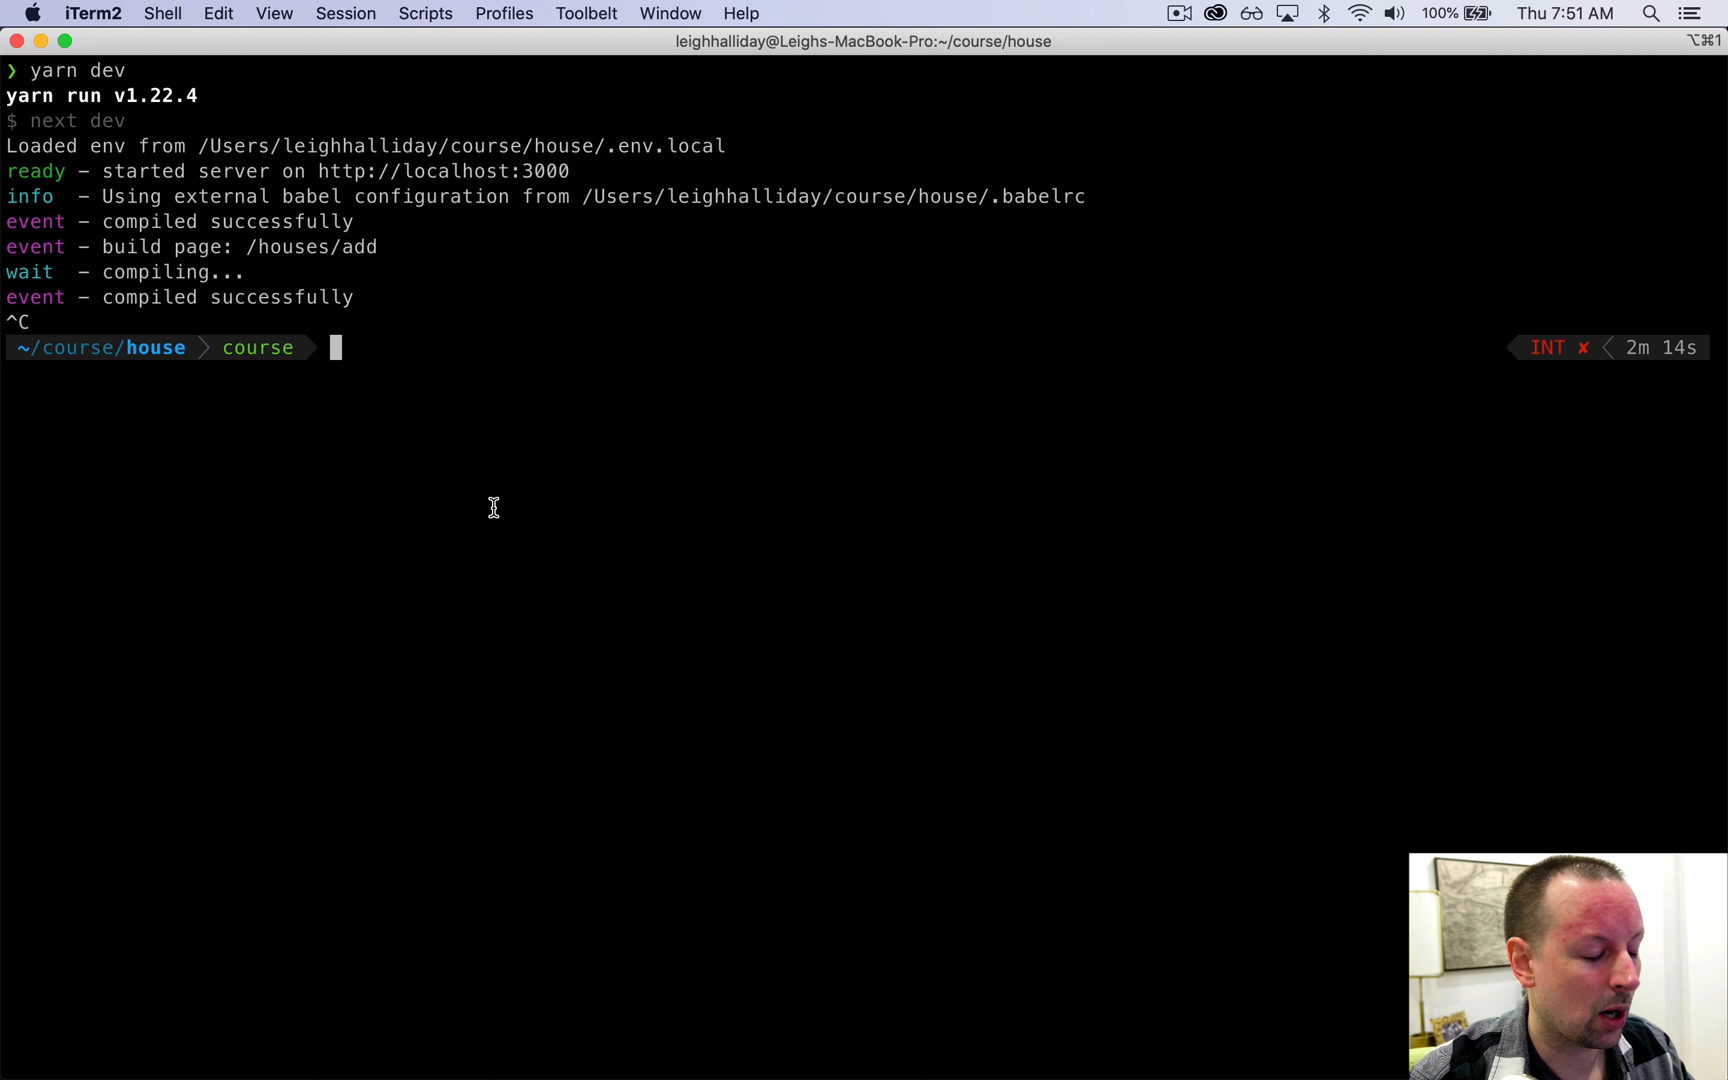 iTerm2 Shell Edit View Session Scripts Profiles Toolbelt Window Help 100% Thu 7:51 AM
leighhalliday@Leighs-MacBook-Pro:~/course/house ⌥⌘1
❯ yarn dev
yarn run v1.22.4
$ next dev
Loaded env from /Users/leighhalliday/course/house/.env.local
ready - started server on http://localhost:3000
info - Using external babel configuration from /Users/leighhalliday/course/house/.babelrc
event - compiled successfully
event - build page: /houses/add
wait - compiling...
event - compiled successfully
^C
~/course/house course INT ✘ 2m 14s